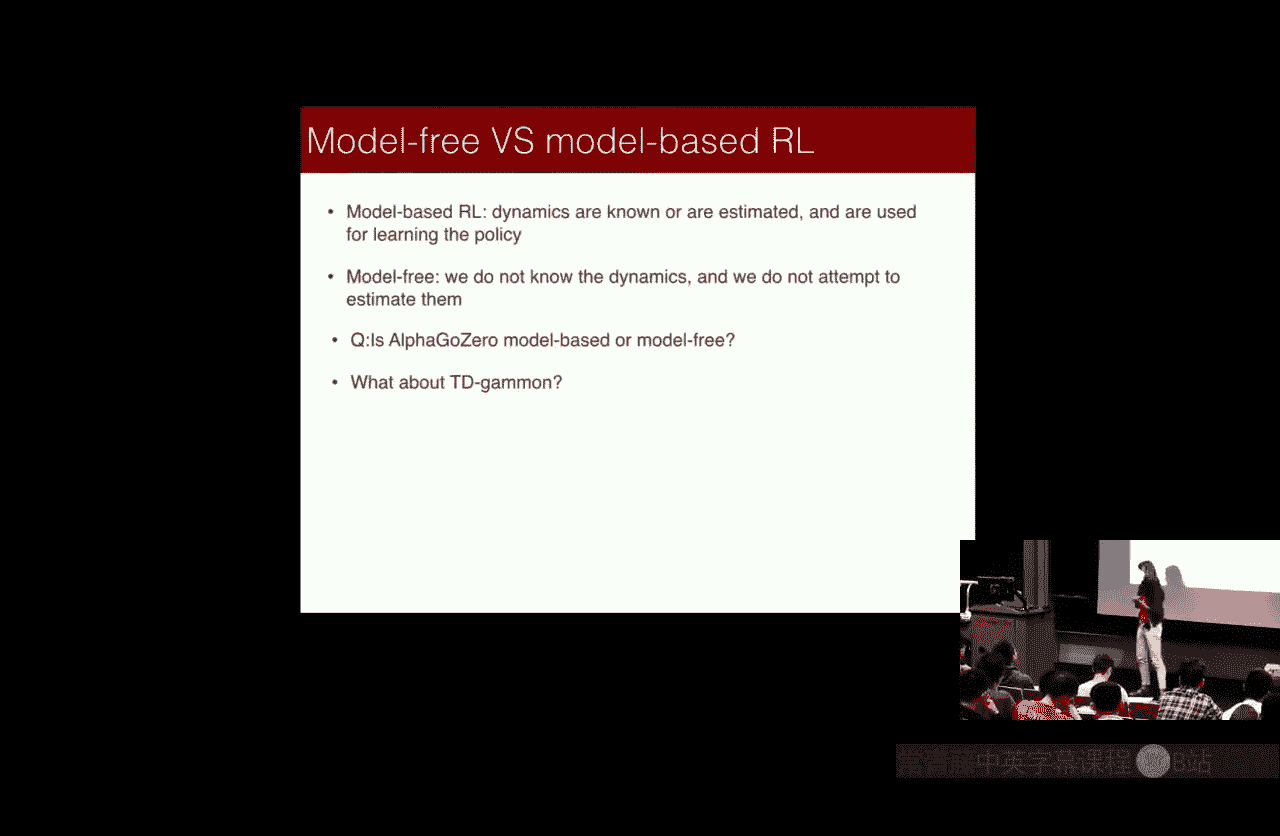 Model-free VS model-based RL
• Model-based RL: dynamics are known or are estimated, and are used
for learning the policy
• Model-free: we do not know the dynamics, and we do not attempt to
estimate them
• Q:Is AlphaGoZero model-based or model-free?
• What about TD-gammon?
中英字幕课程
B站